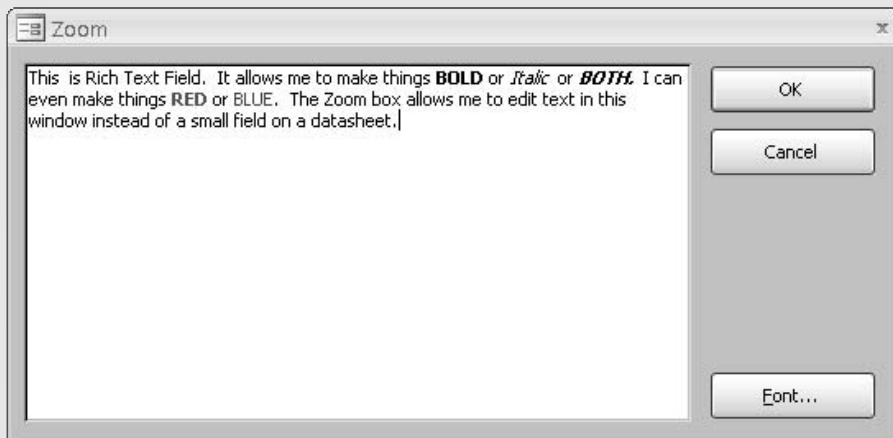 Zoom
x
This is Rich Text Field. It allows me to make things BOLD or Italic or BOTH. I can
even make things RED or BLUE. The Zoom box allows me to edit text in this
window instead of a small field on a datasheet.
OK
Cancel
Font...